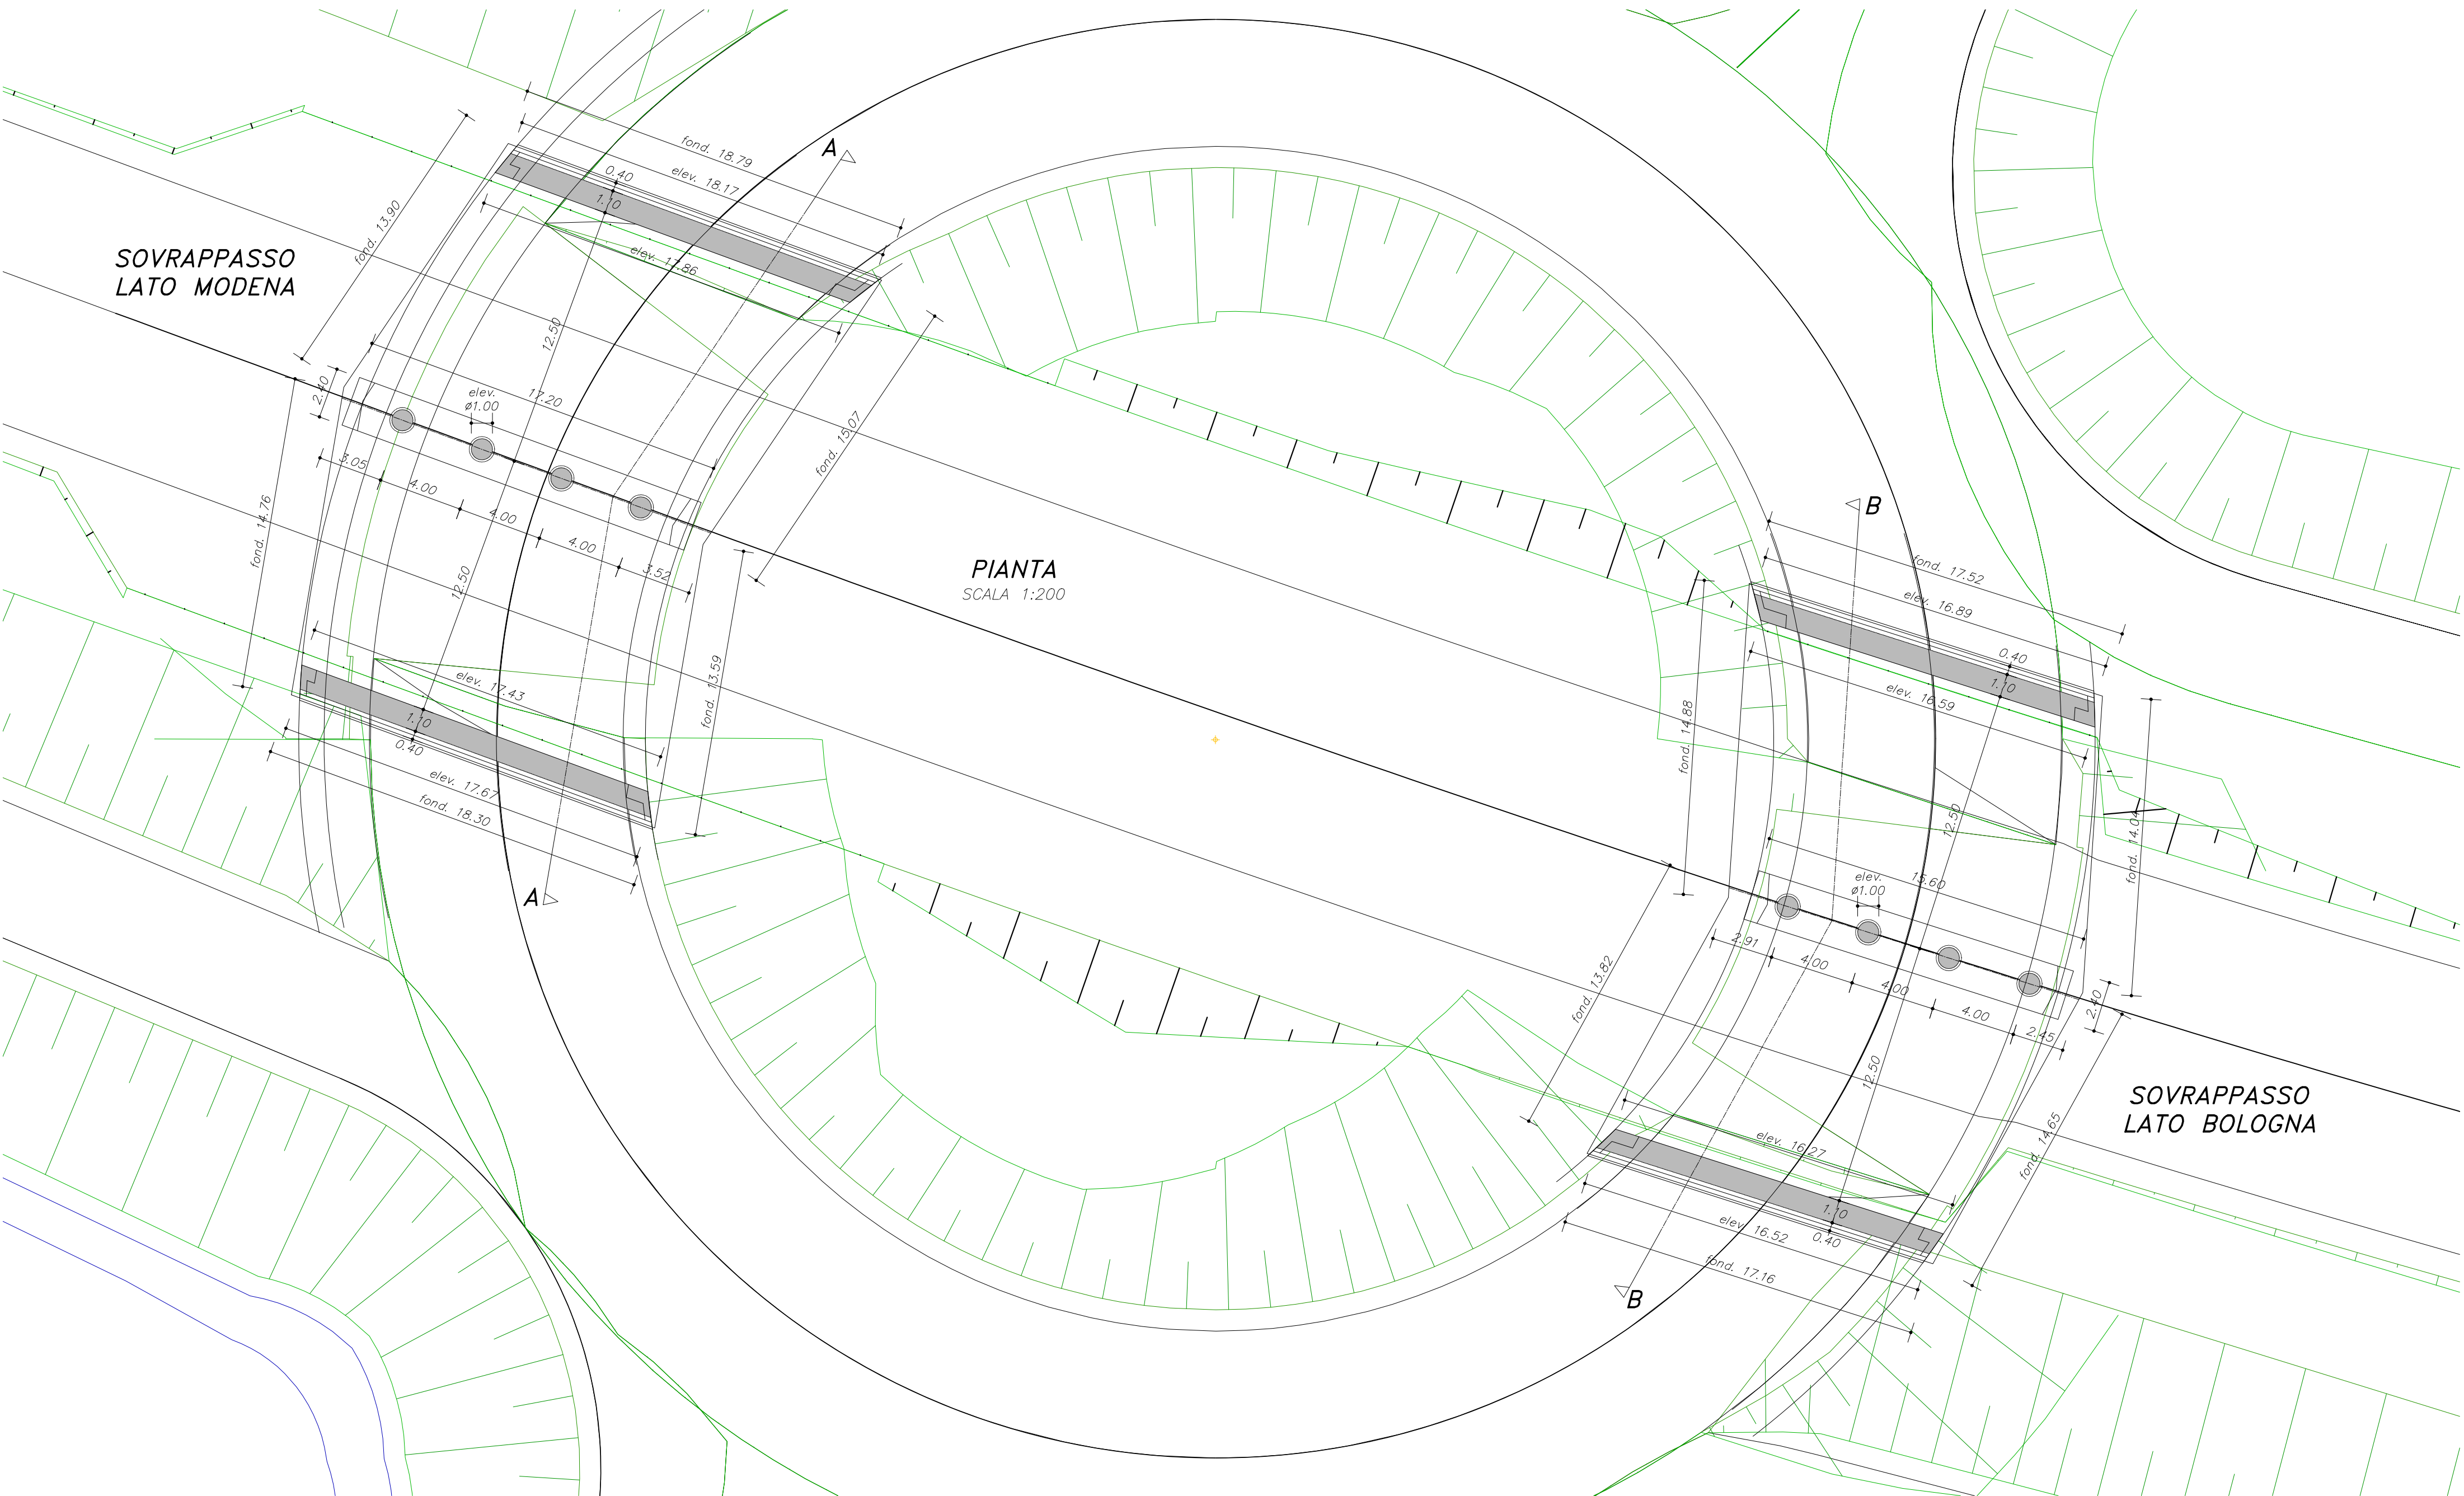 fond. 18.79
elev. 18.17
A
0.40
1.10
fond. 13.90
elev. 17.86
SOVRAPPASSO
LATO MODENA
12.50
2.40
17.20
elev.
ø1.00
fond. 15.07
3.05
4.00
4.00
4.00
3.52
fond. 14.76
12.50
PIANTA
SCALA 1:200
fond. 13.59
elev. 17.43
1.10
0.40
elev. 17.67
fond. 18.30
A
B
fond. 17.52
elev. 16.89
0.40
1.10
elev. 16.59
fond. 14.88
12.50
fond. 14.04
15.60
elev.
ø1.00
2.91
4.00
4.00
4.00
2.45
2.40
fond. 13.82
12.50
SOVRAPPASSO
LATO BOLOGNA
fond. 14.65
elev. 16.27
1.10
0.40
elev. 16.52
fond. 17.16
B